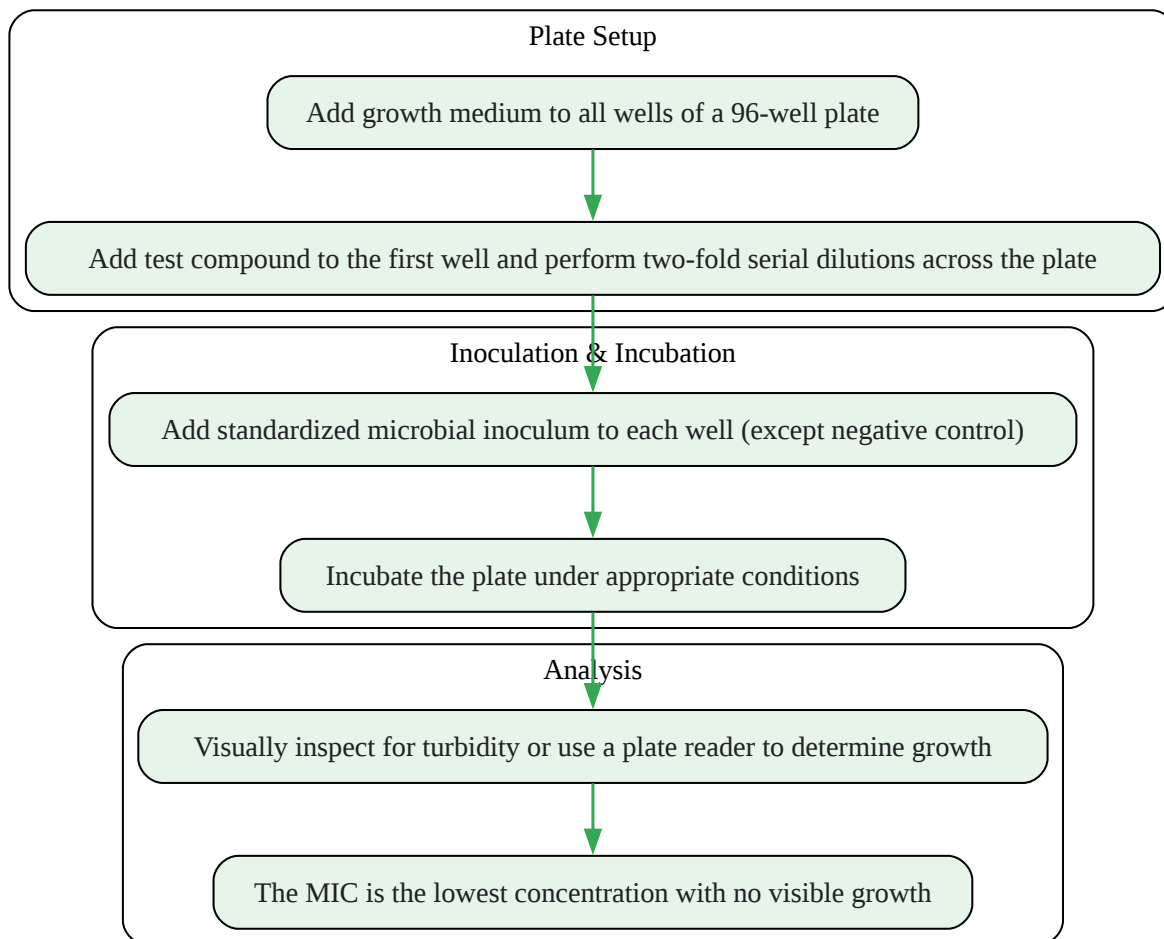 Plate Setup
Add growth medium to all wells of a 96-well plate
Add test compound to the first well and perform two-fold serial dilutions across the plate
Inoculation & Incubation
Add standardized microbial inoculum to each well (except negative control)
Incubate the plate under appropriate conditions
Analysis
Visually inspect for turbidity or use a plate reader to determine growth
The MIC is the lowest concentration with no visible growth